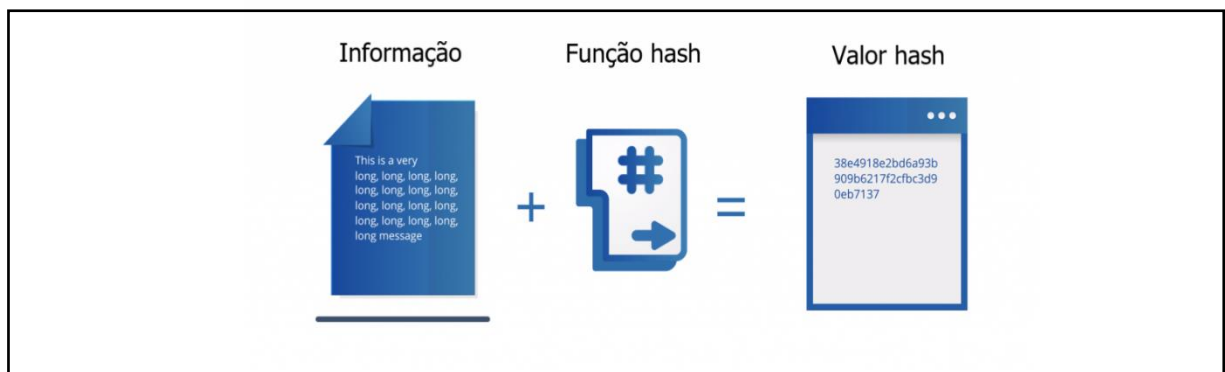 Informação
Função hash
Valor hash
This is a very
long, long, long, long,
long, long, long, long,
long, long, long, long,
long, long, long, long,
long message
+
#
=
38e4918e2bd6a93b
909b6217f2cfbc3d9
0eb7137